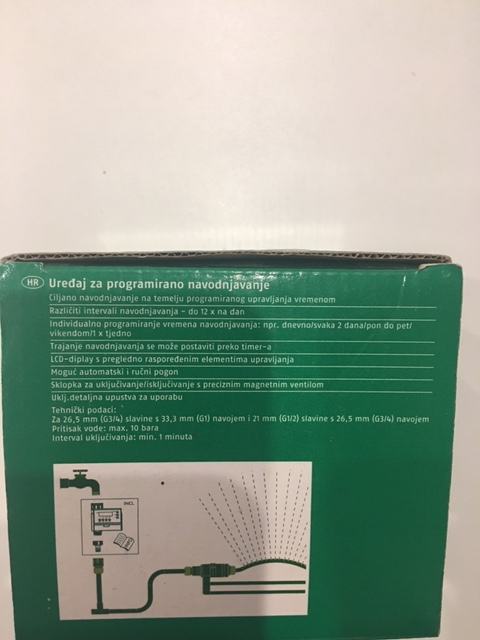 HR Uređaj za programirano navodnjavanje
Ciljano navodnjavanje na temelju programiranog upravljanja vremenom
Različiti intervali navodnjavanja - do 12 x na dan
Individualno programiranje vremena navodnjavanja: npr. dnevno/svaka 2 dana/pon do pet/
vikendom/1 x tjedno
Trajanje navodnjavanja se može postaviti preko timer-a
LCD-diplay s pregledno raspoređenim elementima upravljanja
Moguć automatski i ručni pogon
Sklopka za uključivanje/isključivanje s preciznim magnetnim ventilom
Uklj.detaljna upustva za uporabu
Tehnički podaci:
Za 26,5 mm (G3/4) slavine s 33,3 mm (G1) navojem i 21 mm (G1/2) slavine s 26,5 mm (G3/4) navojem
Pritisak vode: max. 10 bara
Interval uključivanja: min. 1 minuta
INCL.